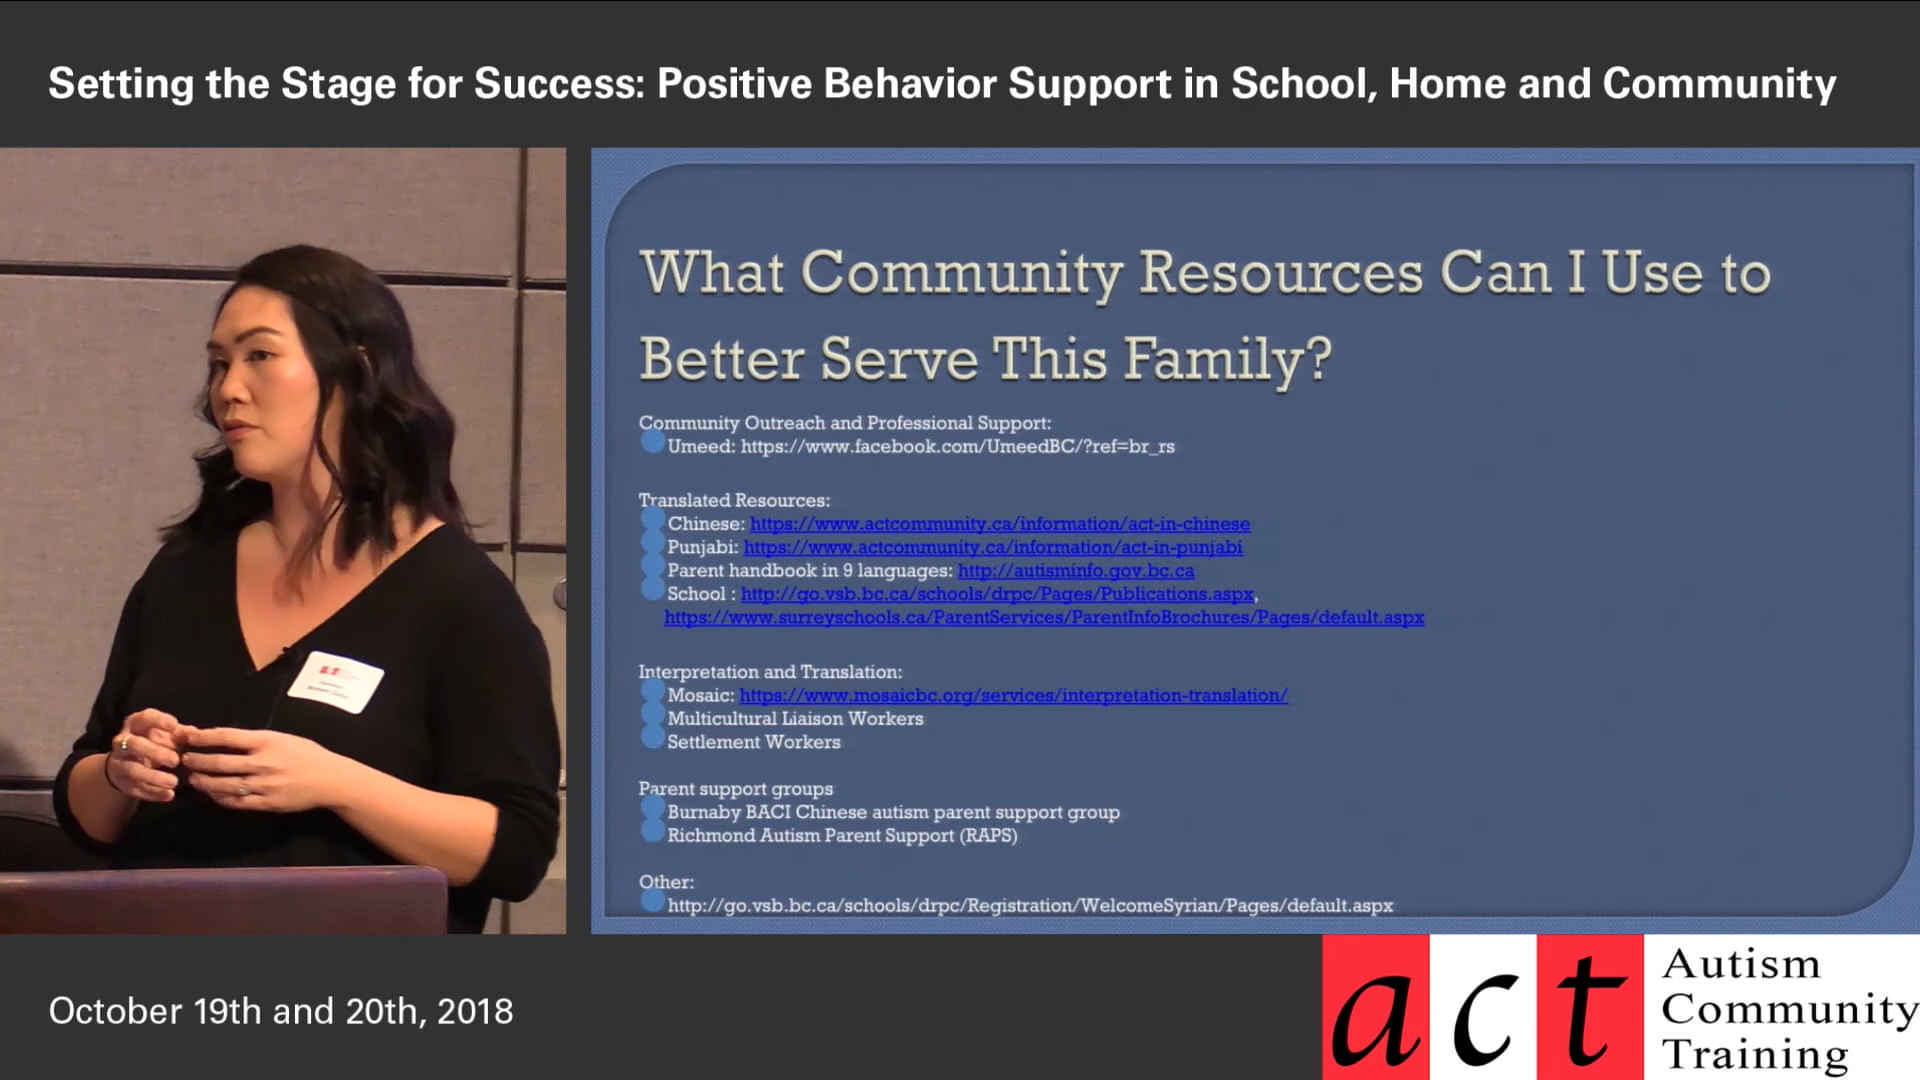 Setting the Stage for Success: Positive Behavior Support in School, Home and Community
What Community Resources Can I Use to
Better Serve This Family?
Community Outreach and Professional Support:
Umeed: https://www.facebook.com/UmeedBC/?ref=br_rs
Translated Resources:
Chinese: https://www.actcommunity.ca/information/act-in-chinese
Punjabi: https://www.actcommunity.ca/information/act-in-punjabi
Parent handbook in 9 languages: http://autisminfo.gov.bc.ca
School : http://go.vsb.bc.ca/schools/drpc/Pages/Publications.aspx,
https://www.surreyschools.ca/ParentServices/ParentInfoBrochures/Pages/default.aspx
Interpretation and Translation:
Mosaic: https://www.mosaicbc.org/services/interpretation-translation/
Multicultural Liaison Workers
Settlement Workers
Parent support groups
Burnaby BACI Chinese autism parent support group
Richmond Autism Parent Support (RAPS)
Other:
http://go.vsb.bc.ca/schools/drpc/Registration/WelcomeSyrian/Pages/default.aspx
October 19th and 20th, 2018
act
Autism
Community
Training